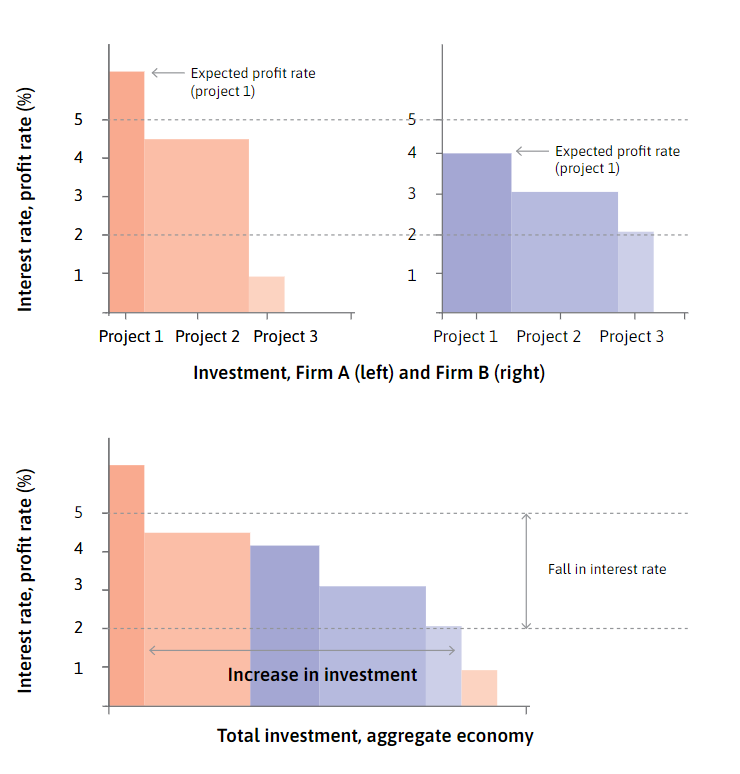 Interest rate, profit rate (%)
5
4
3
2
1
Expected profit rate
(project 1)
Project 1 Project 2 Project 3
5
4
3
2
1
Expected profit rate
(project 1)
Project 1 Project 2 Project 3
Investment, Firm A (left) and Firm B (right)
Interest rate, profit rate (%)
5
4
3
2
1
Fall in interest rate
Increase in investment
Total investment, aggregate economy